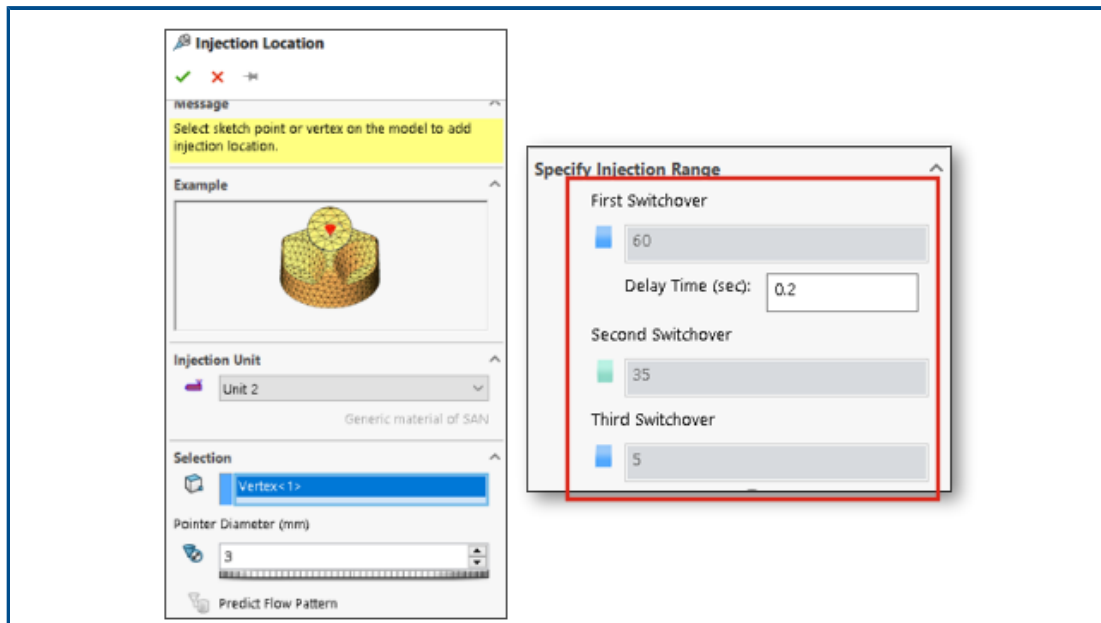 Injection Location
Message
Select sketch point or vertex on the model to add
injection location.
Example
Injection Unit
Unit 2
Generic material of SAN
Selection
Vertex<1>
Pointer Diameter (mm)
3
Predict Flow Pattern
Specify Injection Range
First Switchover
60
Delay Time (sec): 0.2
Second Switchover
35
Third Switchover
5